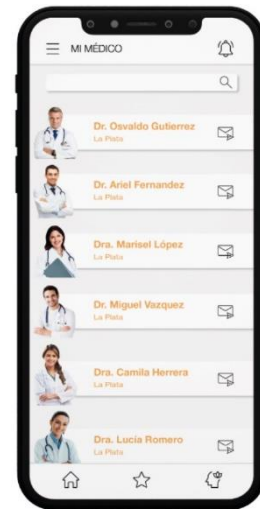 MI MÉDICO
Dr. Osvaldo Gutierrez
La Plata
Dr. Ariel Fernandez
La Plata
Dra. Marisel López
La Plata
Dr. Miguel Vazquez
La Plata
Dra. Camila Herrera
La Plata
Dra. Lucía Romero
La Plata